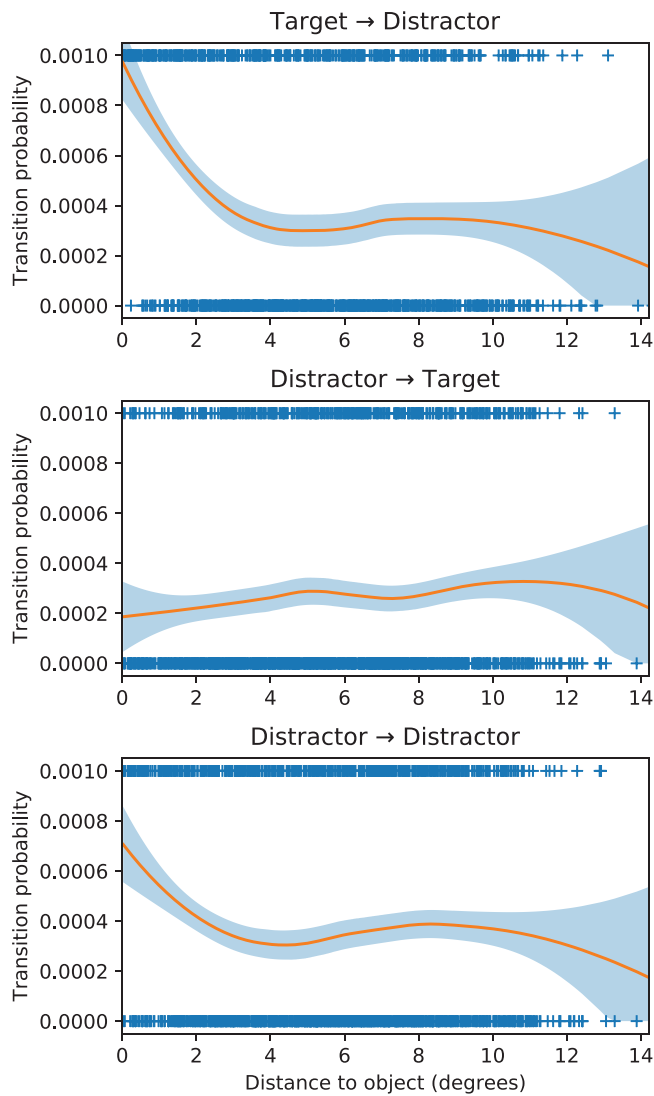 Target → Distractor
Transition probability
0.0010
0.0008
0.0006
0.0004
0.0002
0.0000
0 2 4 6 8 10 12 14
Distractor → Target
Transition probability
0.0010
0.0008
0.0006
0.0004
0.0002
0.0000
0 2 4 6 8 10 12 14
Distractor → Distractor
Transition probability
0.0010
0.0008
0.0006
0.0004
0.0002
0.0000
0 2 4 6 8 10 12 14
Distance to object (degrees)